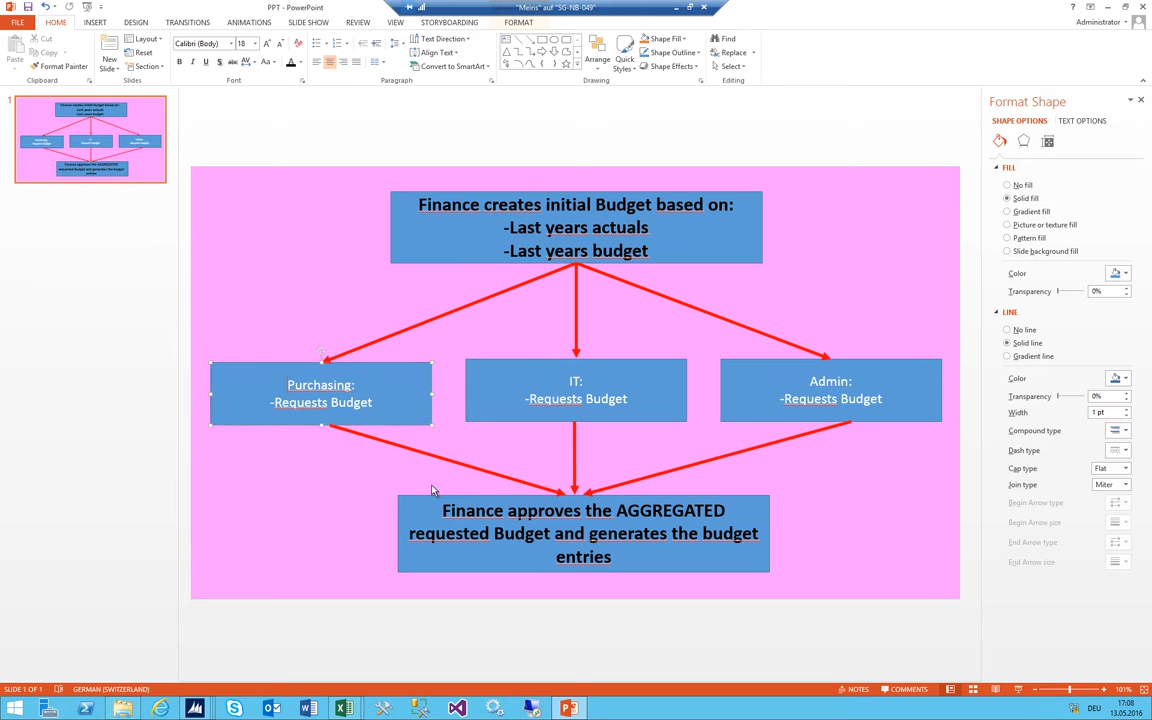 PPT - PowerPoint
"Meins" auf "SG-NB-049"
FILE HOME INSERT DESIGN TRANSITIONS ANIMATIONS SLIDE SHOW REVIEW VIEW STORYBOARDING FORMAT
Administrator
Paste
Cut
Copy
Format Painter
Clipboard
New
Slide
Layout
Reset
Section
Slides
Calibri (Body) 18
B I U S abc AV Aa A
Font
Text Direction
Align Text
Convert to SmartArt
Paragraph
Arrange
Quick
Styles
Shape Fill
Shape Outline
Shape Effects
Drawing
Find
Replace
Select
Editing
1
Finance creates initial Budget based on:
-Last years actuals
-Last years budget
Purchasing:
-Requests Budget
IT:
-Requests Budget
Admin:
-Requests Budget
Finance approves the AGGREGATED
requested Budget and generates the budget
entries
Format Shape
SHAPE OPTIONS TEXT OPTIONS
FILL
No fill
Solid fill
Gradient fill
Picture or texture fill
Pattern fill
Slide background fill
Color
Transparency 0%
LINE
No line
Solid line
Gradient line
Color
Transparency 0%
Width 1 pt
Compound type
Dash type
Cap type Flat
Join type Miter
Begin Arrow type
Begin Arrow size
End Arrow type
End Arrow size
SLIDE 1 OF 1 GERMAN (SWITZERLAND) NOTES COMMENTS 101%
DEU 17:08
13.05.2016